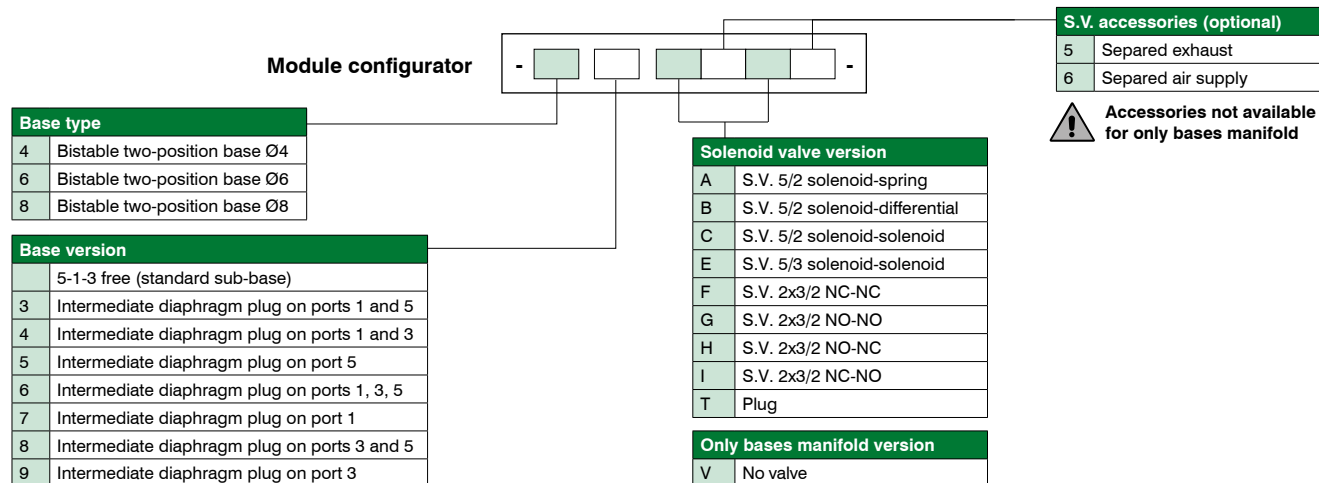 S.V. accessories (optional)
5 Separed exhaust
6 Separed air supply
Module configurator - -
Accessories not available
for only bases manifold
Base type
4 Bistable two-position base Ø4
6 Bistable two-position base Ø6
8 Bistable two-position base Ø8
Solenoid valve version
A S.V. 5/2 solenoid-spring
B S.V. 5/2 solenoid-differential
C S.V. 5/2 solenoid-solenoid
E S.V. 5/3 solenoid-solenoid
F S.V. 2x3/2 NC-NC
G S.V. 2x3/2 NO-NO
H S.V. 2x3/2 NO-NC
I S.V. 2x3/2 NC-NO
T Plug
Base version
5-1-3 free (standard sub-base)
3 Intermediate diaphragm plug on ports 1 and 5
4 Intermediate diaphragm plug on ports 1 and 3
5 Intermediate diaphragm plug on port 5
6 Intermediate diaphragm plug on ports 1, 3, 5
7 Intermediate diaphragm plug on port 1
8 Intermediate diaphragm plug on ports 3 and 5
9 Intermediate diaphragm plug on port 3
Only bases manifold version
V No valve